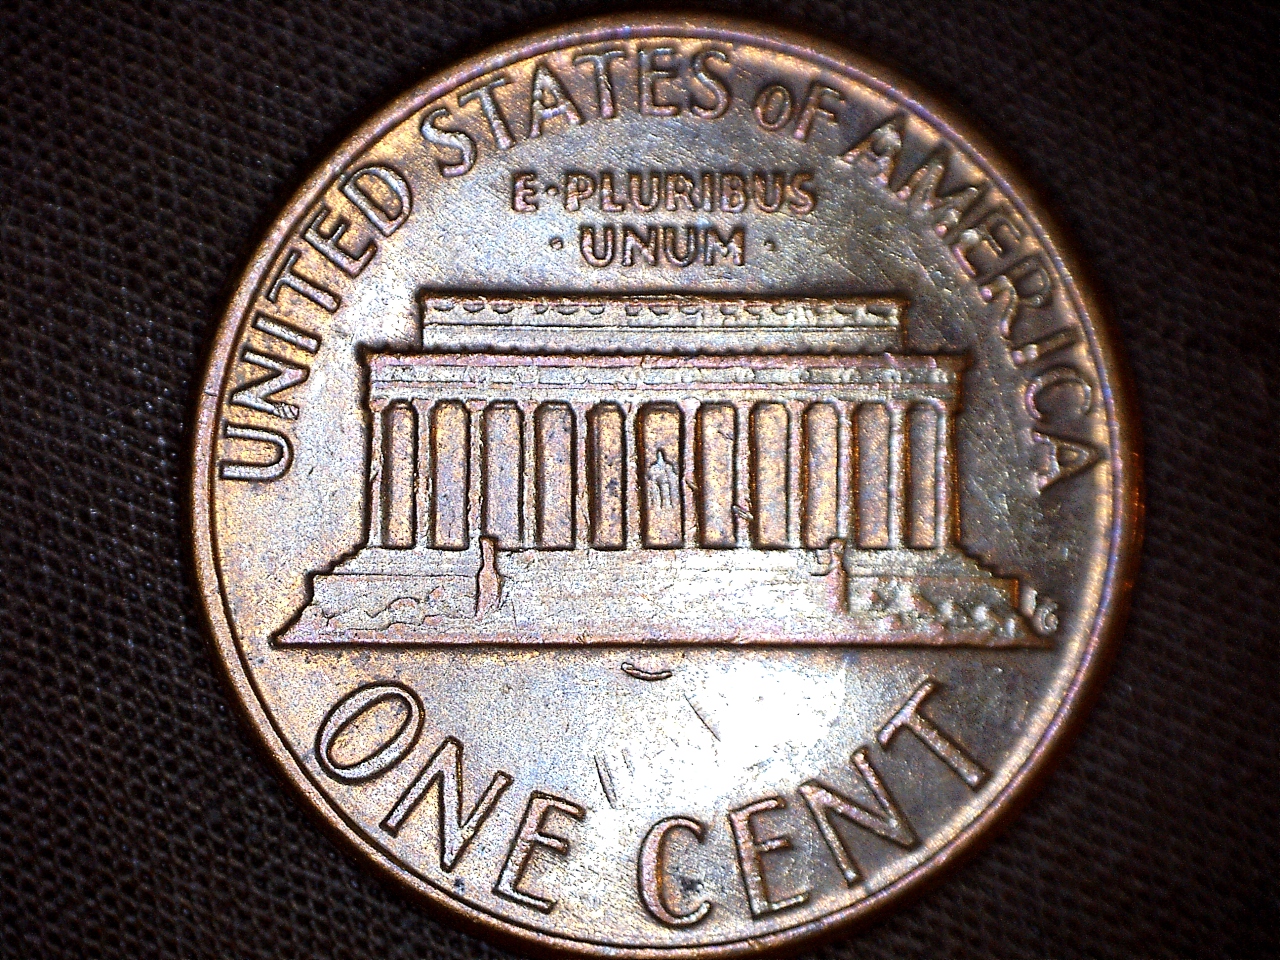 UNITED STATES OF AMERICA
E·PLURIBUS
·UNUM·
ONE CENT